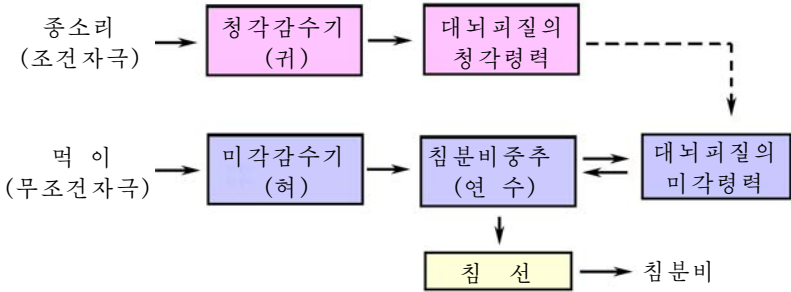 종소리
(조건자극)
청각감수기
(귀)
대뇌피질의
청각령력
먹 이
(무조건자극)
미각감수기
(혀)
침분비중추
(연 수)
대뇌피질의
미각령력
침 선
침분비